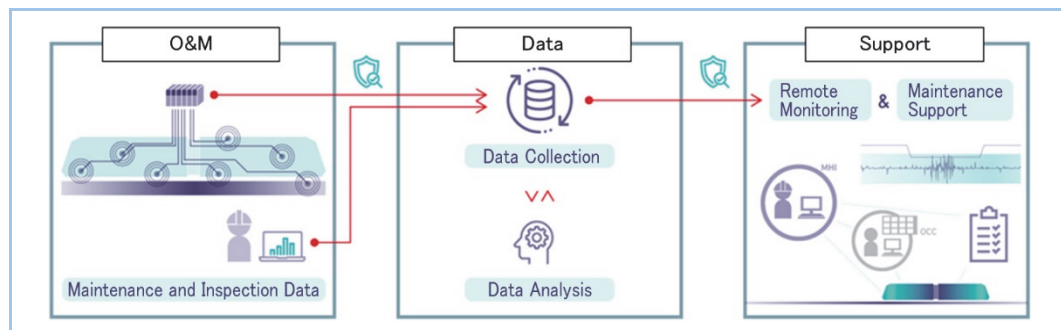 O&M
Data
Support
Remote
Monitoring
&
Maintenance
Support
Data Collection
MHI
OCC
Maintenance and Inspection Data
Data Analysis